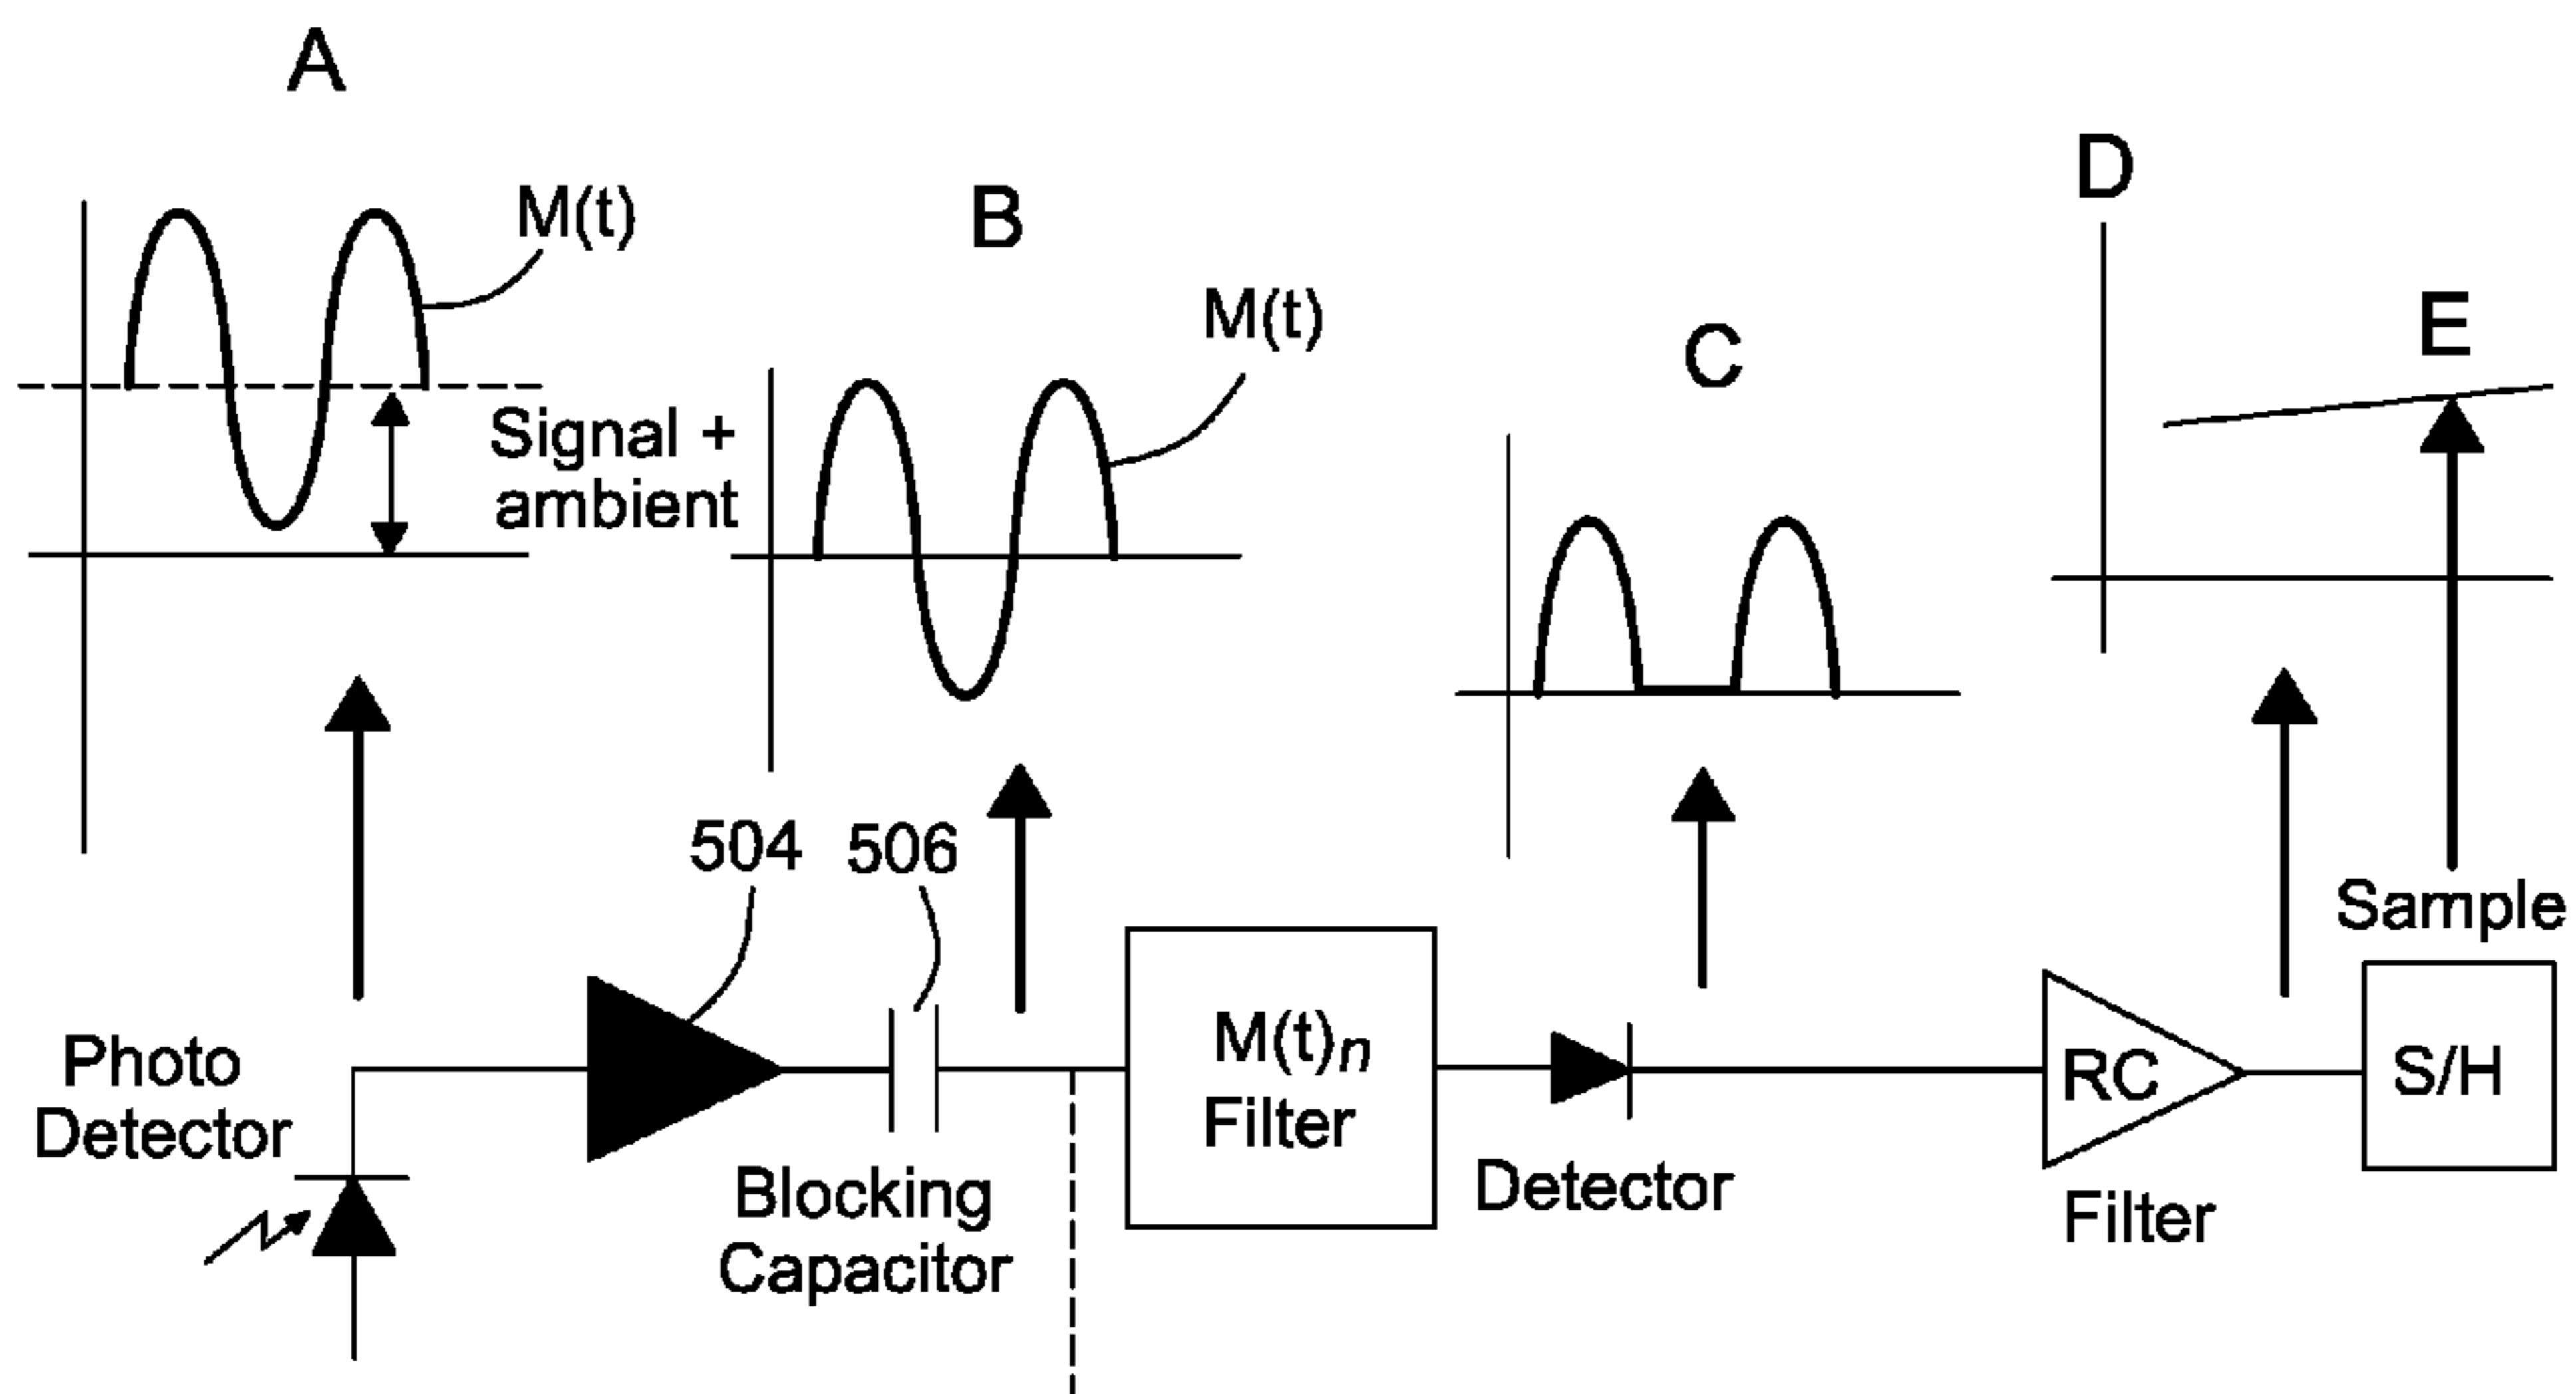 A
M(t)
Signal +
ambient
B
M(t)
C
D
E
504
506
Sample
Photo
Detector
Blocking
Capacitor
M(t)n
Filter
Detector
RC
Filter
S/H